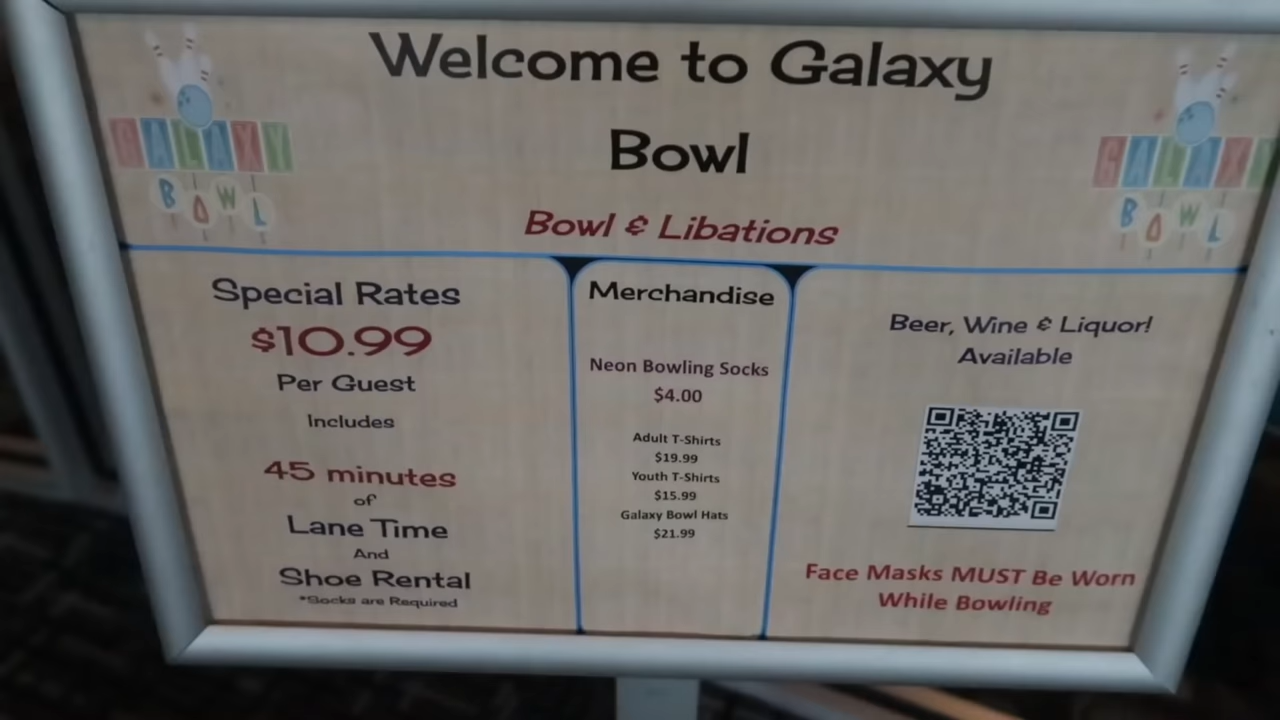 Welcome to Galaxy
Bowl
Bowl & Libations
GALAXY
BOWL
GALAXY
BOWL
Special Rates
$10.99
Per Guest
Includes
45 minutes
of
Lane Time
And
Shoe Rental
*Socks are Required
Merchandise
Neon Bowling Socks
$4.00
Adult T-Shirts
$19.99
Youth T-Shirts
$15.99
Galaxy Bowl Hats
$21.99
Beer, Wine & Liquor!
Available
Face Masks MUST Be Worn
While Bowling